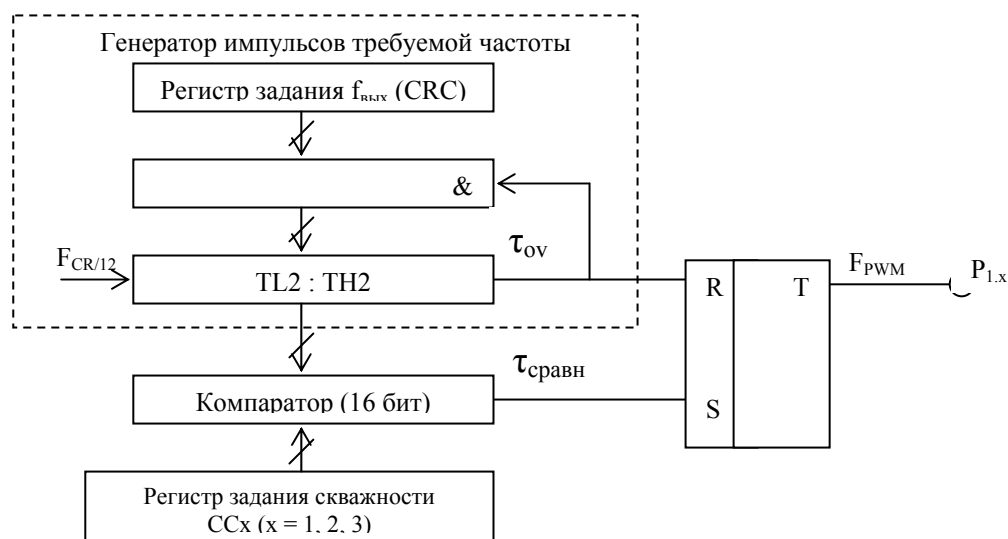 Генератор импульсов требуемой частоты
Регистр задания fвых (CRC)
&
τov
FCR/12
TL2 : TH2
R
T
FPWM
P1.x
τсравн
Компаратор (16 бит)
S
Регистр задания скважности
CCx (x = 1, 2, 3)